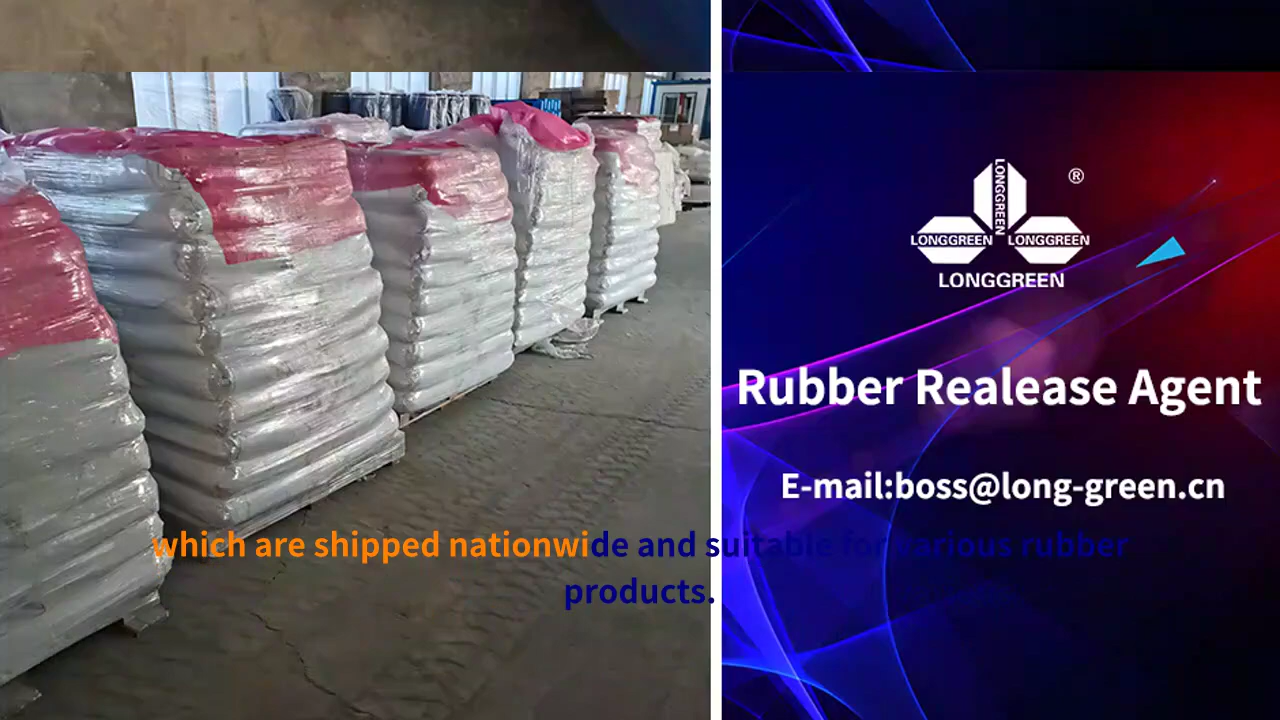 LONGGREEN
®
LONGGREEN LONGGREEN
LONGGREEN
Rubber Realease Agent
E-mail:boss@long-green.cn
which are shipped nationwide and suitable for various rubber
products.